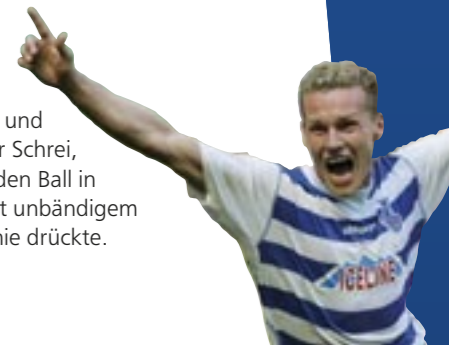 und
r Schrei,
den Ball in
t unbändigem
nie drückte.
IGELINE